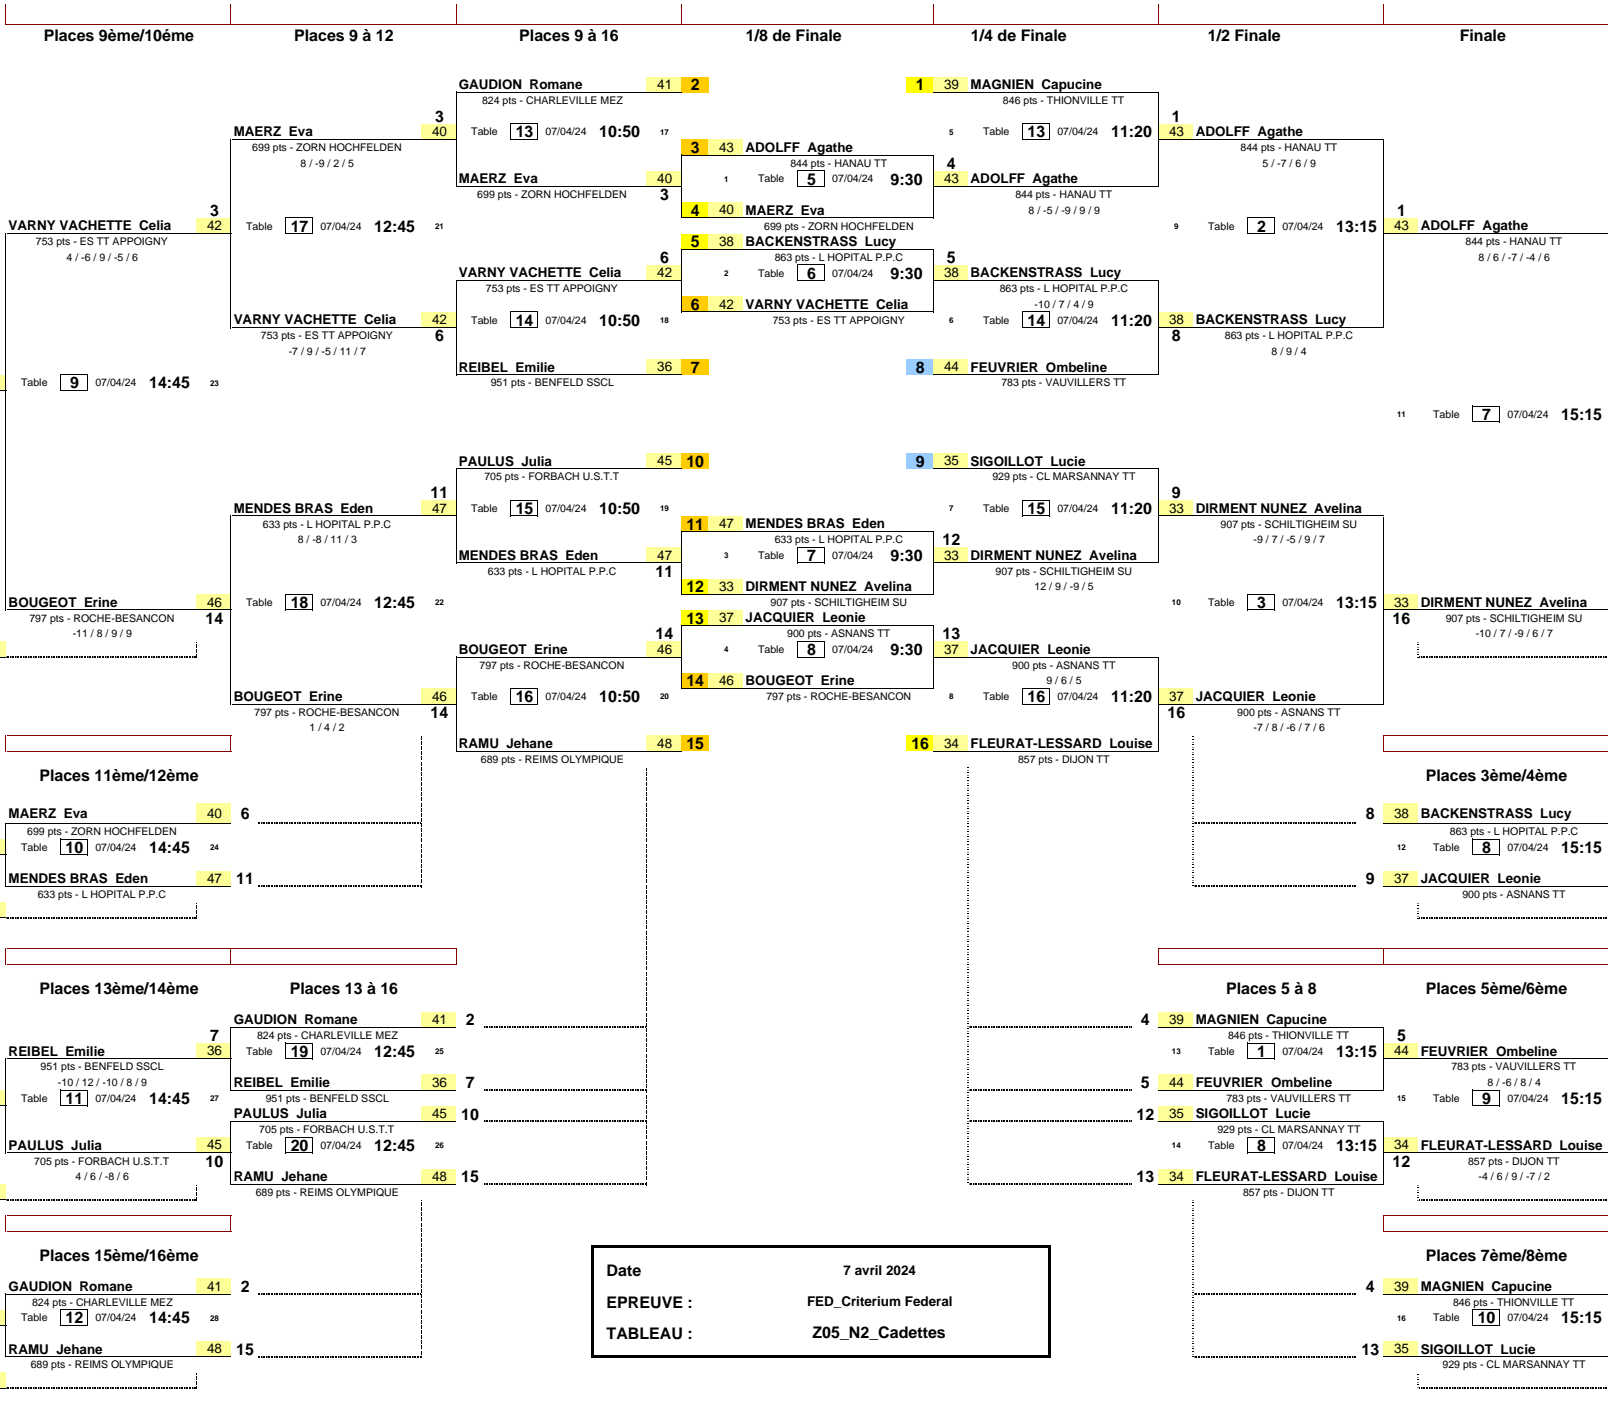 Places 9ème/10éme Places 9 à 12 Places 9 à 16 1/8 de Finale 1/4 de Finale 1/2 Finale Finale
GAUDION Romane 41 2 1 39 MAGNIEN Capucine
824 pts - CHARLEVILLE MEZ 846 pts - THIONVILLE TT
3 1
MAERZ Eva 40 Table 13 07/04/24 10:50 17 5 Table 13 07/04/24 11:20 43 ADOLFF Agathe
699 pts - ZORN HOCHFELDEN 3 43 ADOLFF Agathe 844 pts - HANAU TT
8 / -9 / 2 / 5 844 pts - HANAU TT 4 5 / -7 / 6 / 9
MAERZ Eva 40 1 Table 5 07/04/24 9:30 43 ADOLFF Agathe
699 pts - ZORN HOCHFELDEN 3 844 pts - HANAU TT
3 4 40 MAERZ Eva 8 / -5 / -9 / 9 / 9 1
VARNY VACHETTE Celia 42 Table 17 07/04/24 12:45 21 699 pts - ZORN HOCHFELDEN 9 Table 2 07/04/24 13:15 43 ADOLFF Agathe
753 pts - ES TT APPOIGNY 5 38 BACKENSTRASS Lucy 844 pts - HANAU TT
4 / -6 / 9 / -5 / 6 6 863 pts - L HOPITAL P.P.C 5 8 / 6 / -7 / -4 / 6
VARNY VACHETTE Celia 42 2 Table 6 07/04/24 9:30 38 BACKENSTRASS Lucy
753 pts - ES TT APPOIGNY 863 pts - L HOPITAL P.P.C
6 42 VARNY VACHETTE Celia -10 / 7 / 4 / 9
VARNY VACHETTE Celia 42 Table 14 07/04/24 10:50 18 753 pts - ES TT APPOIGNY 6 Table 14 07/04/24 11:20 38 BACKENSTRASS Lucy
753 pts - ES TT APPOIGNY 6 8 863 pts - L HOPITAL P.P.C
-7 / 9 / -5 / 11 / 7 8 / 9 / 4
REIBEL Emilie 36 7 8 44 FEUVRIER Ombeline
Table 9 07/04/24 14:45 23 951 pts - BENFELD SSCL 783 pts - VAUVILLERS TT
11 Table 7 07/04/24 15:15
PAULUS Julia 45 10 9 35 SIGOILLOT Lucie
705 pts - FORBACH U.S.T.T 929 pts - CL MARSANNAY TT
11 9
MENDES BRAS Eden 47 Table 15 07/04/24 10:50 19 7 Table 15 07/04/24 11:20 33 DIRMENT NUNEZ Avelina
633 pts - L HOPITAL P.P.C 11 47 MENDES BRAS Eden 907 pts - SCHILTIGHEIM SU
8 / -8 / 11 / 3 633 pts - L HOPITAL P.P.C 12 -9 / 7 / -5 / 9 / 7
MENDES BRAS Eden 47 3 Table 7 07/04/24 9:30 33 DIRMENT NUNEZ Avelina
633 pts - L HOPITAL P.P.C 11 907 pts - SCHILTIGHEIM SU
12 33 DIRMENT NUNEZ Avelina 12 / 9 / -9 / 5
BOUGEOT Erine 46 Table 18 07/04/24 12:45 22 907 pts - SCHILTIGHEIM SU 10 Table 3 07/04/24 13:15 33 DIRMENT NUNEZ Avelina
797 pts - ROCHE-BESANCON 14 13 37 JACQUIER Leonie 16 907 pts - SCHILTIGHEIM SU
-11 / 8 / 9 / 9 14 900 pts - ASNANS TT 13 -10 / 7 / -9 / 6 / 7
BOUGEOT Erine 46 4 Table 8 07/04/24 9:30 37 JACQUIER Leonie
797 pts - ROCHE-BESANCON 900 pts - ASNANS TT
14 46 BOUGEOT Erine 9 / 6 / 5
BOUGEOT Erine 46 Table 16 07/04/24 10:50 20 797 pts - ROCHE-BESANCON 8 Table 16 07/04/24 11:20 37 JACQUIER Leonie
797 pts - ROCHE-BESANCON 14 16 900 pts - ASNANS TT
1 / 4 / 2 -7 / 8 / -6 / 7 / 6
RAMU Jehane 48 15 16 34 FLEURAT-LESSARD Louise
689 pts - REIMS OLYMPIQUE 857 pts - DIJON TT
Places 11ème/12ème Places 3ème/4ème
MAERZ Eva 40 6 8 38 BACKENSTRASS Lucy
699 pts - ZORN HOCHFELDEN 863 pts - L HOPITAL P.P.C
Table 10 07/04/24 14:45 24 12 Table 8 07/04/24 15:15
MENDES BRAS Eden 47 11 9 37 JACQUIER Leonie
633 pts - L HOPITAL P.P.C 900 pts - ASNANS TT
Places 13ème/14ème Places 13 à 16 Places 5 à 8 Places 5ème/6ème
GAUDION Romane 41 2 4 39 MAGNIEN Capucine
7 824 pts - CHARLEVILLE MEZ 846 pts - THIONVILLE TT 5
REIBEL Emilie 36 Table 19 07/04/24 12:45 25 13 Table 1 07/04/24 13:15 44 FEUVRIER Ombeline
951 pts - BENFELD SSCL 783 pts - VAUVILLERS TT
-10 / 12 / -10 / 8 / 9 REIBEL Emilie 36 7 5 44 FEUVRIER Ombeline 8 / -6 / 8 / 4
Table 11 07/04/24 14:45 27 951 pts - BENFELD SSCL 783 pts - VAUVILLERS TT 15 Table 9 07/04/24 15:15
PAULUS Julia 45 10 12 35 SIGOILLOT Lucie
705 pts - FORBACH U.S.T.T 929 pts - CL MARSANNAY TT
PAULUS Julia 45 Table 20 07/04/24 12:45 26 14 Table 8 07/04/24 13:15 34 FLEURAT-LESSARD Louise
705 pts - FORBACH U.S.T.T 10 12 857 pts - DIJON TT
4 / 6 / -8 / 6 RAMU Jehane 48 15 13 34 FLEURAT-LESSARD Louise -4 / 6 / 9 / -7 / 2
689 pts - REIMS OLYMPIQUE 857 pts - DIJON TT
Places 15ème/16ème Places 7ème/8ème
GAUDION Romane 41 2 4 39 MAGNIEN Capucine
824 pts - CHARLEVILLE MEZ 846 pts - THIONVILLE TT
Table 12 07/04/24 14:45 28 16 Table 10 07/04/24 15:15
RAMU Jehane 48 15 13 35 SIGOILLOT Lucie
689 pts - REIMS OLYMPIQUE 929 pts - CL MARSANNAY TT
Date 7 avril 2024
EPREUVE : FED_Criterium Federal
TABLEAU : Z05_N2_Cadettes